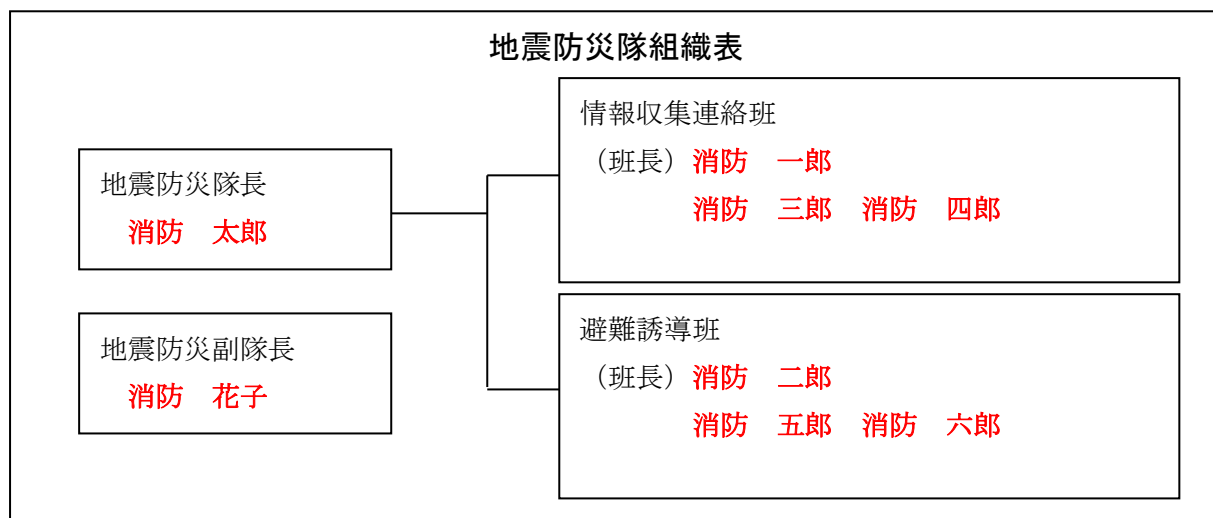 地震防災隊組織表
地震防災隊長
消防　太郎
地震防災副隊長
消防　花子
情報収集連絡班
（班長）消防　一郎
消防　三郎　消防　四郎
避難誘導班
（班長）消防　二郎
消防　五郎　消防　六郎